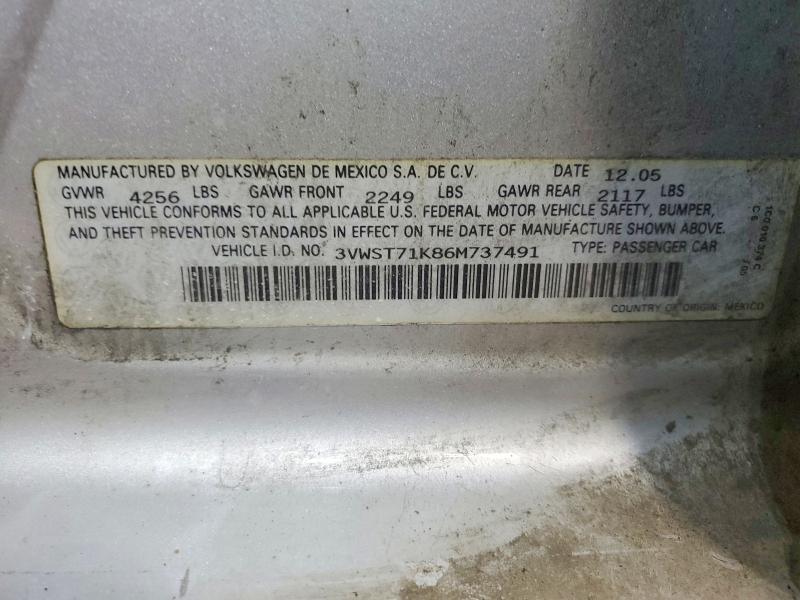 MANUFACTURED BY VOLKSWAGEN DE MEXICO S.A. DE C.V. DATE 12.05
GVWR 4256 LBS GAWR FRONT 2249 LBS GAWR REAR 2117 LBS
THIS VEHICLE CONFORMS TO ALL APPLICABLE U.S. FEDERAL MOTOR VEHICLE SAFETY, BUMPER,
AND THEFT PREVENTION STANDARDS IN EFFECT ON THE DATE OF MANUFACTURE SHOWN ABOVE.
VEHICLE I.D. NO. 3VWST71K86M737491 TYPE: PASSENGER CAR
COUNTRY OF ORIGIN: MEXICO